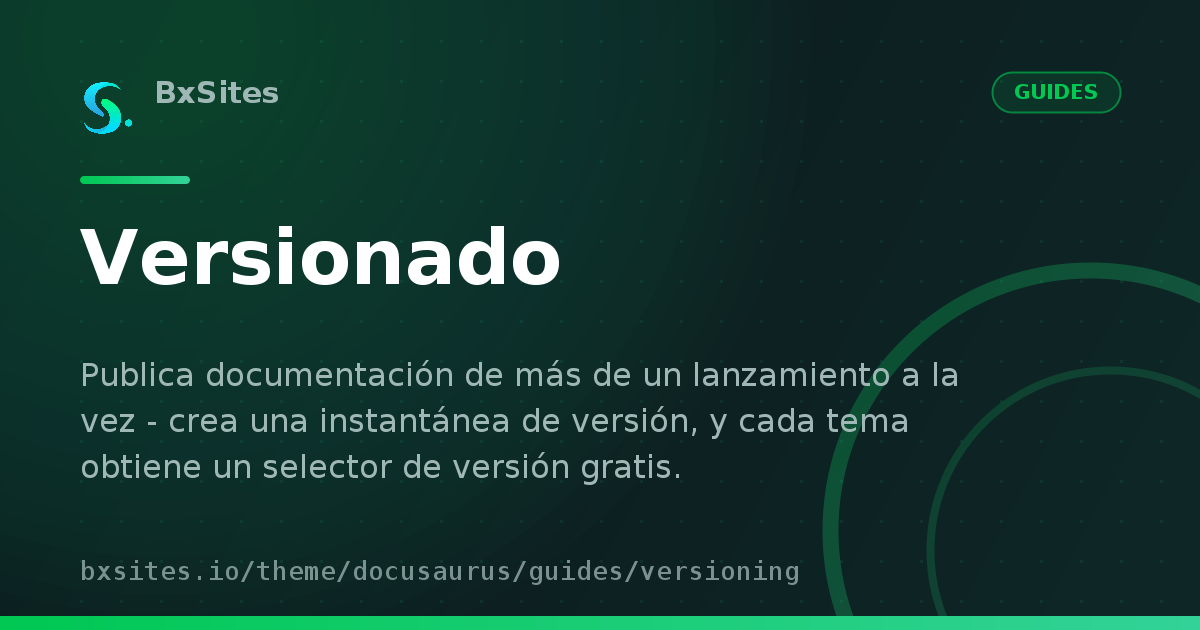 BxSites
GUIDES
Versionado
Publica documentación de más de un lanzamiento a la
vez - crea una instantánea de versión, y cada tema
obtiene un selector de versión gratis.
bxsites.io/theme/docusaurus/guides/versioning